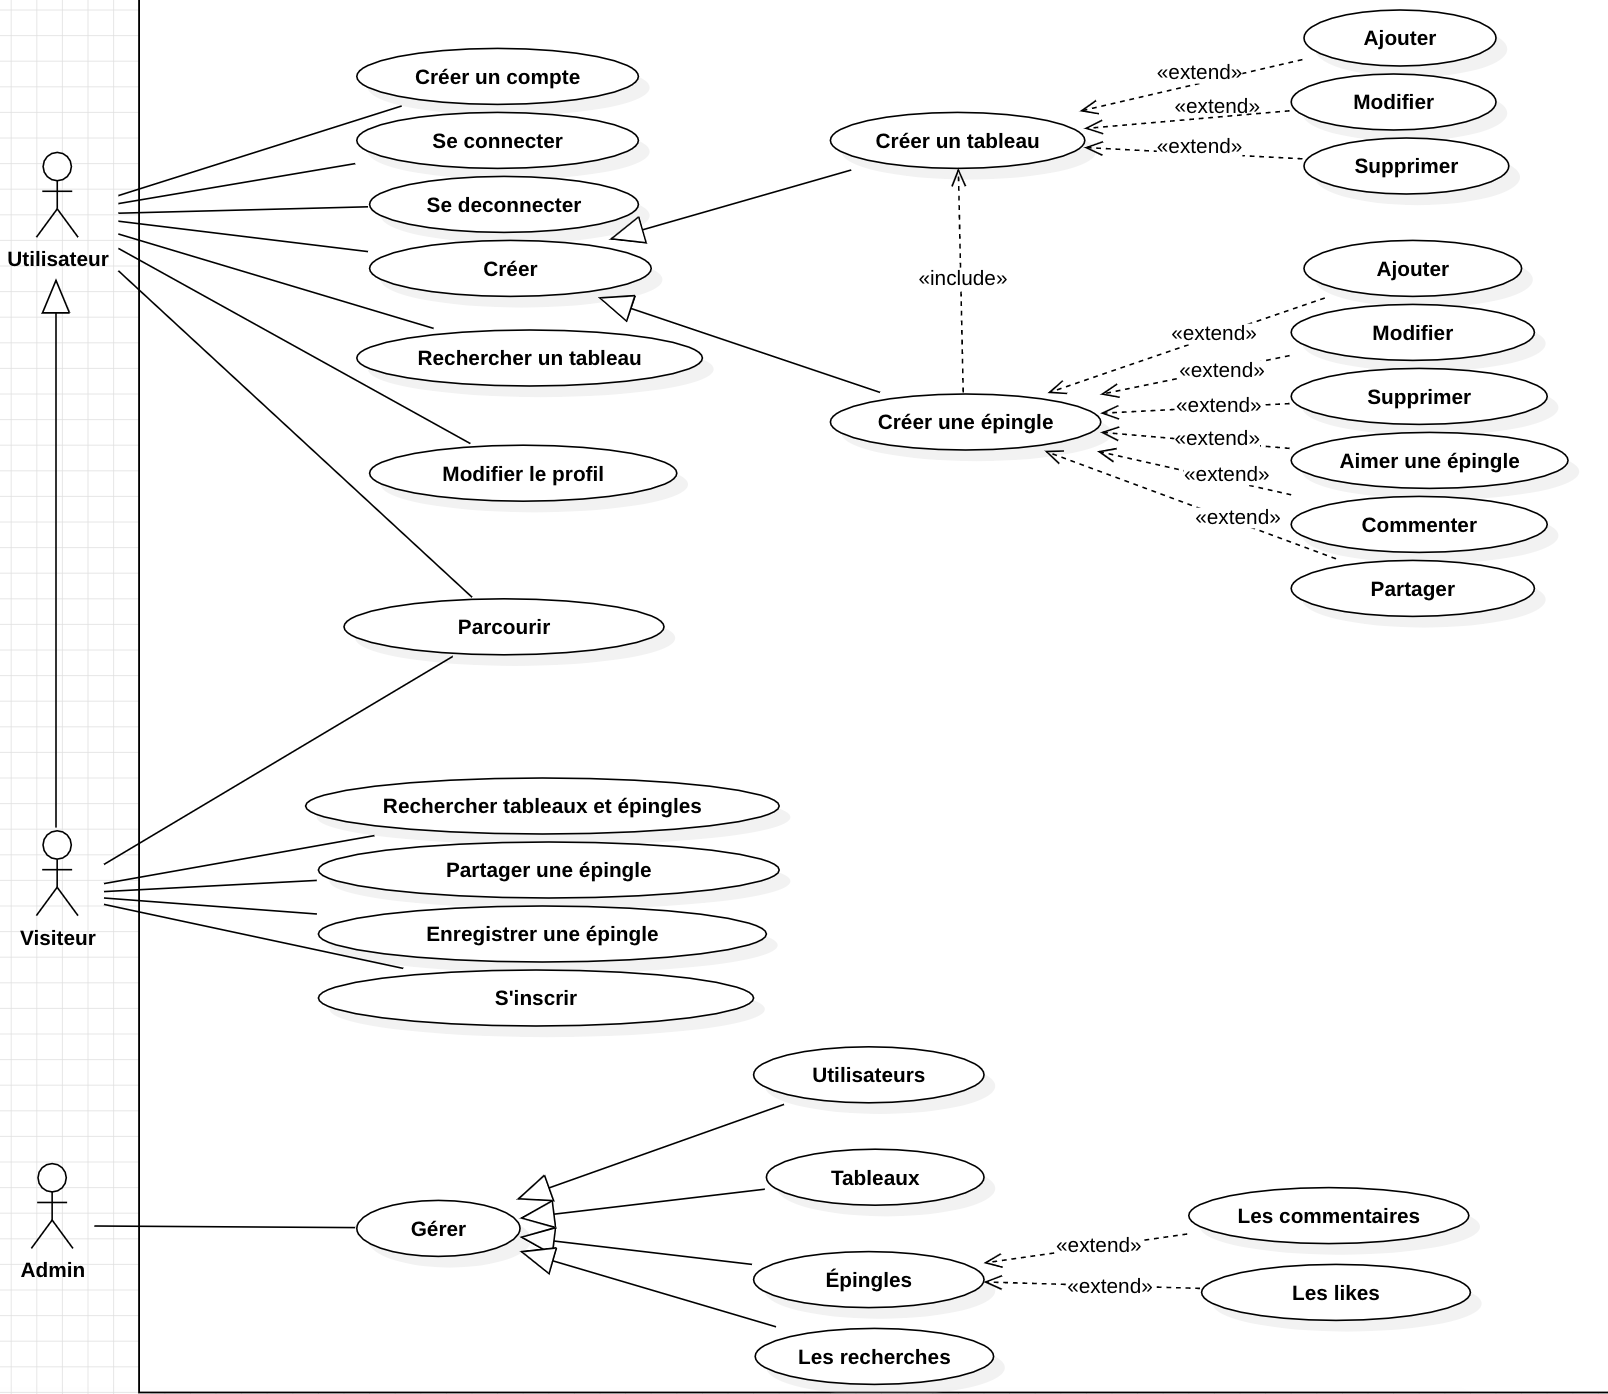 Utilisateur
Créer un compte
Se connecter
Se deconnecter
Créer
Rechercher un tableau
Modifier le profil
Parcourir
Créer un tableau
«extend»
«extend»
«extend»
Ajouter
Modifier
Supprimer
«include»
Créer une épingle
«extend»
«extend»
«extend»
«extend»
«extend»
«extend»
Ajouter
Modifier
Supprimer
Aimer une épingle
Commenter
Partager
Visiteur
Rechercher tableaux et épingles
Partager une épingle
Enregistrer une épingle
S'inscrir
Admin
Gérer
Utilisateurs
Tableaux
Épingles
Les recherches
«extend»
«extend»
Les commentaires
Les likes